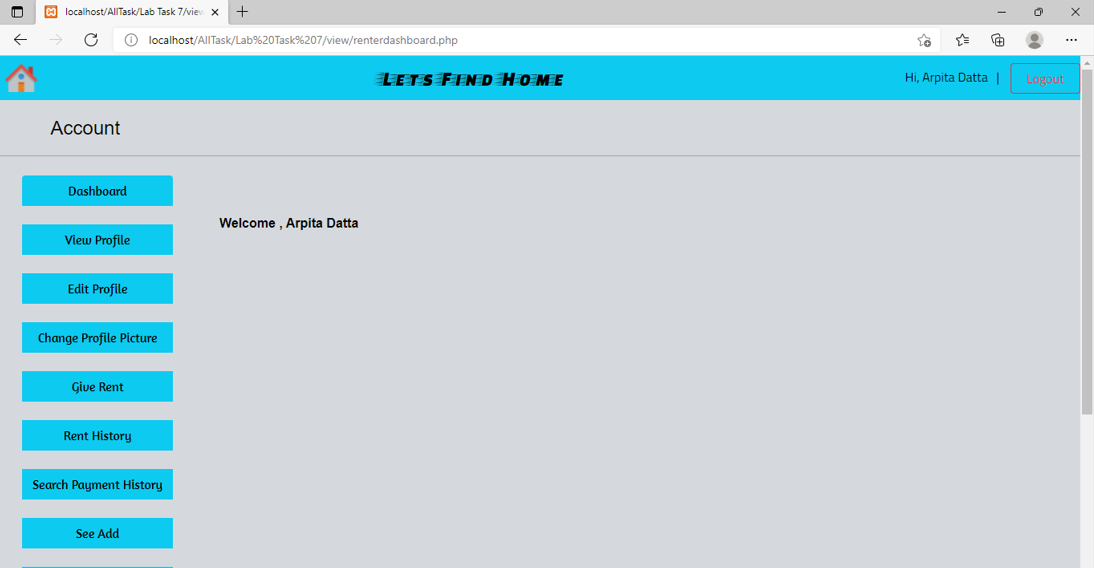 localhost/AllTask/Lab Task 7/view
localhost/AllTask/Lab%20Task%207/view/renterdashboard.php
Lets Find Home
Hi, Arpita Datta | Logout
Account
Dashboard
Welcome , Arpita Datta
View Profile
Edit Profile
Change Profile Picture
Give Rent
Rent History
Search Payment History
See Add